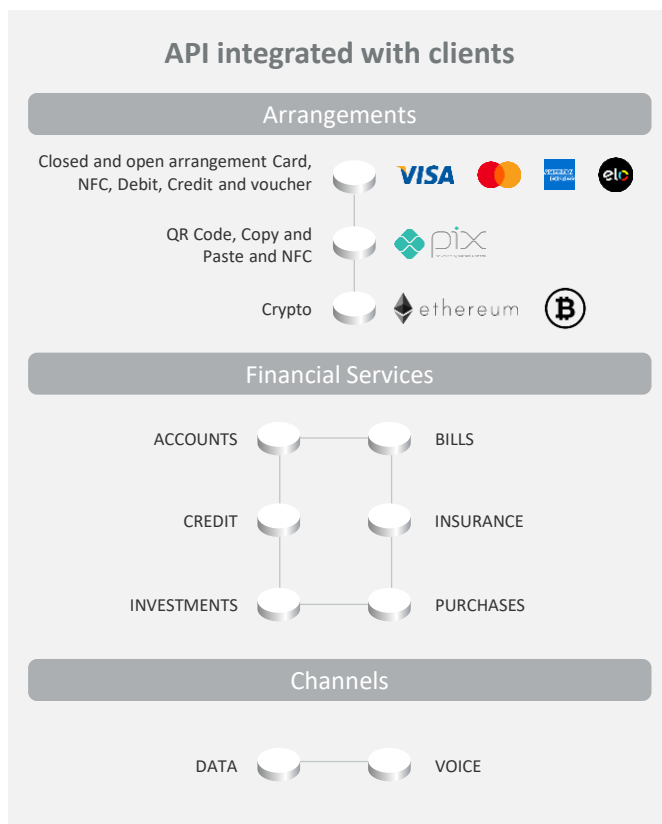 API integrated with clients
Arrangements
Closed and open arrangement Card,
NFC, Debit, Credit and voucher
VISA
elo
QR Code, Copy and
Paste and NFC
pix
Crypto
ethereum
Financial Services
ACCOUNTS
BILLS
CREDIT
INSURANCE
INVESTMENTS
PURCHASES
Channels
DATA
VOICE